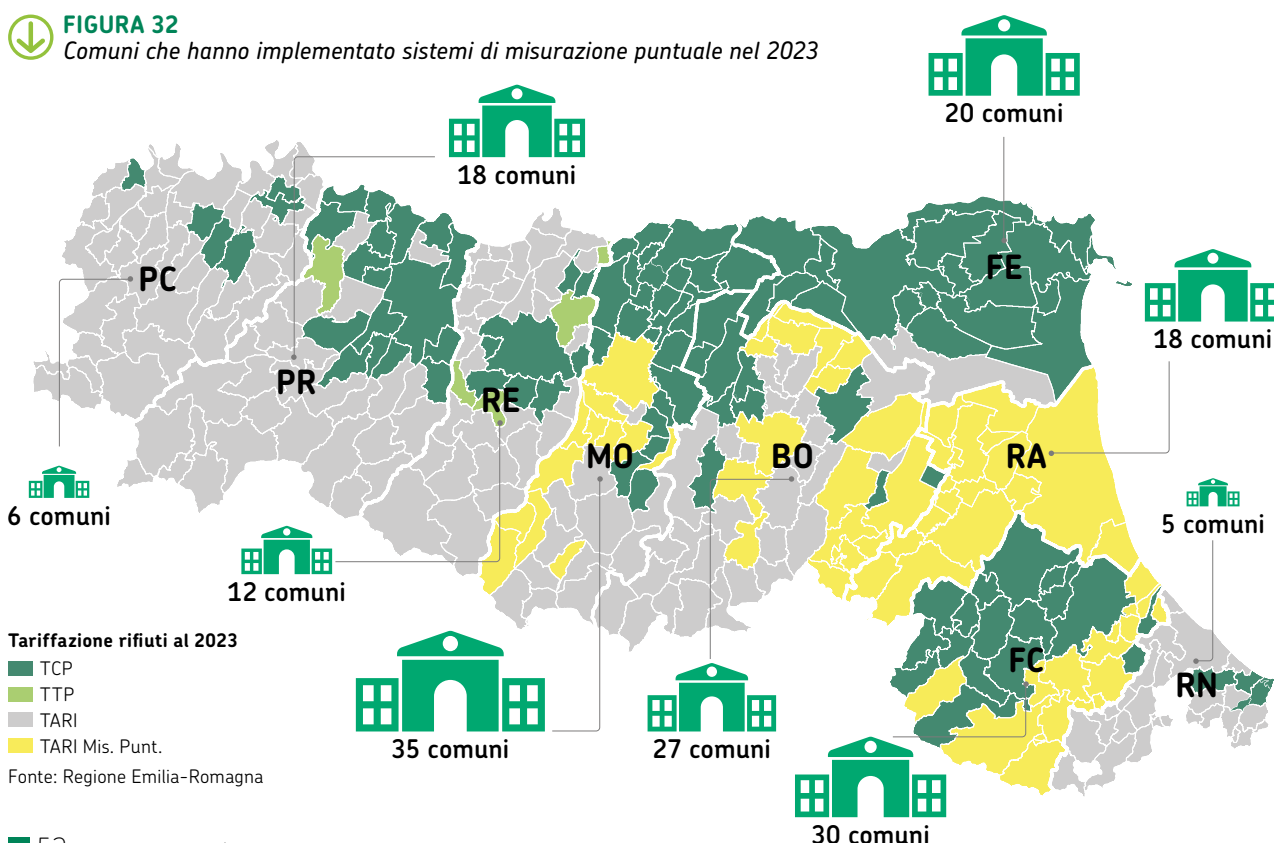 FIGURA 32
Comuni che hanno implementato sistemi di misurazione puntuale nel 2023
20 comuni
18 comuni
PC
FE
18 comuni
PR
RE
MO
BO
RA
6 comuni
5 comuni
12 comuni
FC
RN
Tariffazione rifiuti al 2023
TCP
TTP
TARI
TARI Mis. Punt.
Fonte: Regione Emilia-Romagna
35 comuni
27 comuni
30 comuni